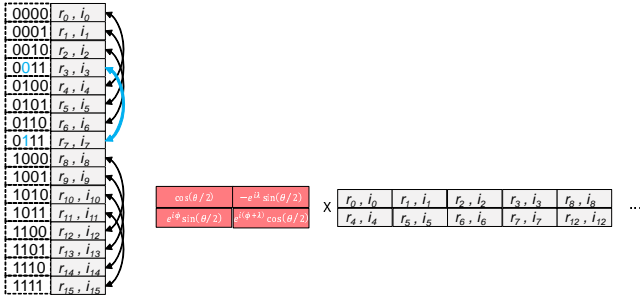 0000 r0 , i0
0001 r1 , i1
0010 r2 , i2
0011 r3 , i3
0100 r4 , i4
0101 r5 , i5
0110 r6 , i6
0111 r7 , i7
1000 r8 , i8
1001 r9 , i9
1010 r10 , i10
1011 r11 , i11
1100 r12 , i12
1101 r13 , i13
1110 r14 , i14
1111 r15 , i15
cos(θ/2) −e^{iλ} sin(θ/2)
e^{iϕ} sin(θ/2) e^{i(ϕ+λ)} cos(θ/2)
X
r0 , i0 r1 , i1 r2 , i2 r3 , i3 r8 , i8
r4 , i4 r5 , i5 r6 , i6 r7 , i7 r12 , i12
...